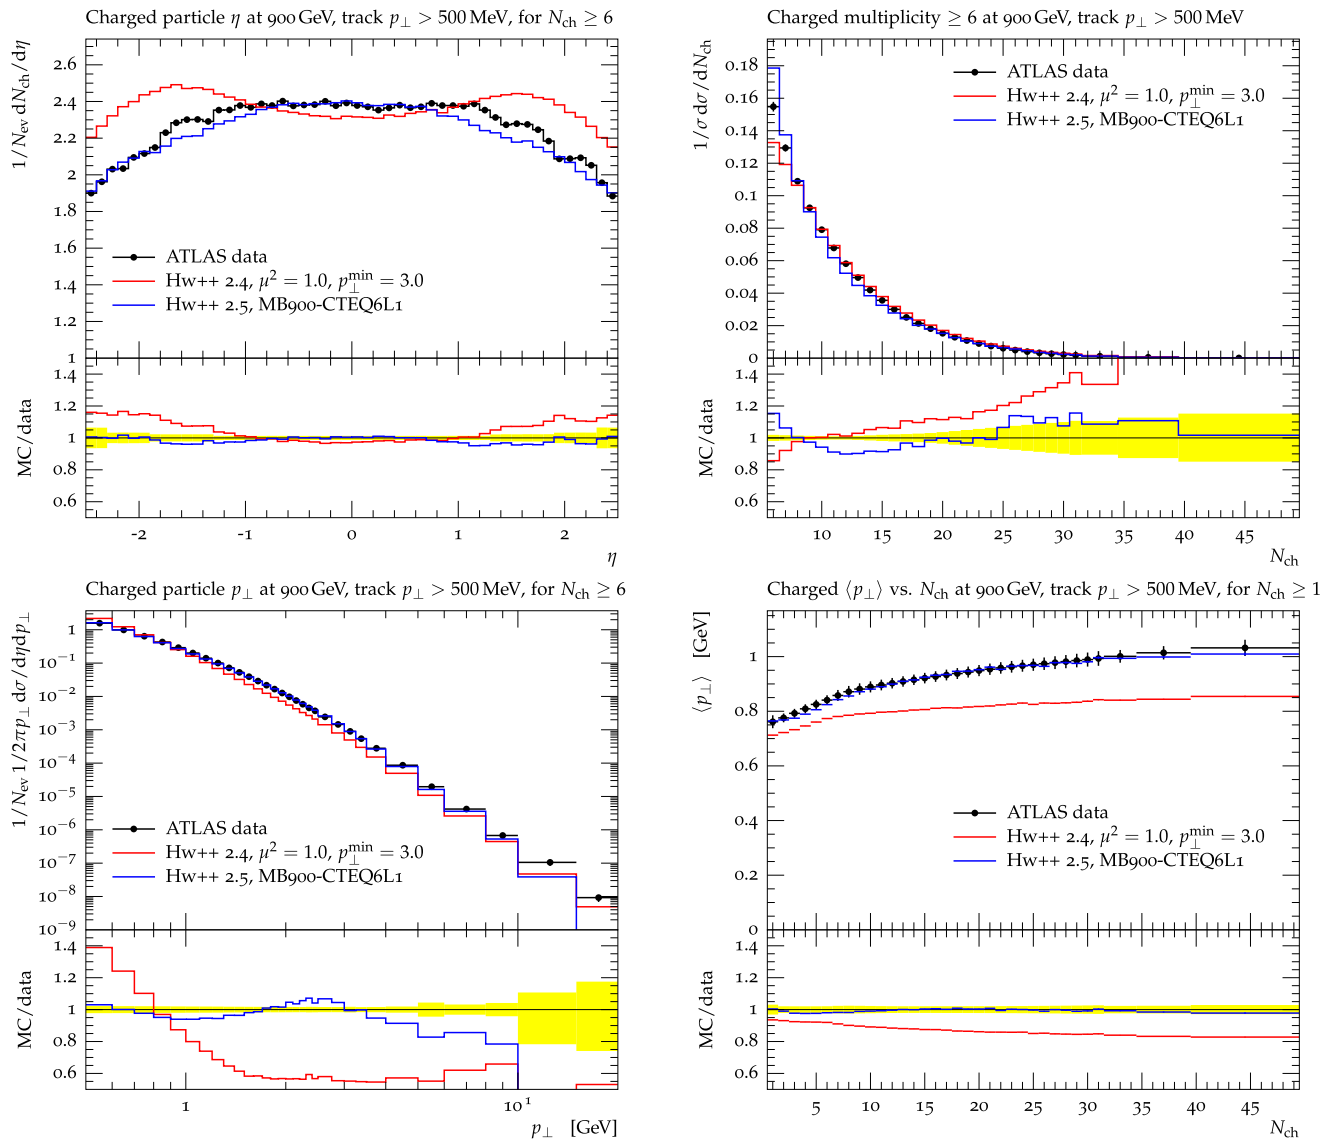 Charged particle η at 900 GeV, track p⊥ > 500 MeV, for Nch ≥ 6
1/Nev dNch/dη
2.6
2.4
2.2
2
1.8
1.6
1.4
1.2
1
ATLAS data
Hw++ 2.4, μ² = 1.0, p⊥^min = 3.0
Hw++ 2.5, MB900-CTEQ6L1
MC/data
1.4
1.2
1
0.8
0.6
-2 -1 0 1 2
η
Charged multiplicity ≥ 6 at 900 GeV, track p⊥ > 500 MeV
1/σ dσ/dNch
0.18
0.16
0.14
0.12
0.1
0.08
0.06
0.04
0.02
0
ATLAS data
Hw++ 2.4, μ² = 1.0, p⊥^min = 3.0
Hw++ 2.5, MB900-CTEQ6L1
MC/data
1.4
1.2
1
0.8
0.6
10 15 20 25 30 35 40 45
Nch
Charged particle p⊥ at 900 GeV, track p⊥ > 500 MeV, for Nch ≥ 6
1/Nev 1/2πp⊥ dσ/dηdp⊥
1
10⁻¹
10⁻²
10⁻³
10⁻⁴
10⁻⁵
10⁻⁶
10⁻⁷
10⁻⁸
10⁻⁹
ATLAS data
Hw++ 2.4, μ² = 1.0, p⊥^min = 3.0
Hw++ 2.5, MB900-CTEQ6L1
MC/data
1.4
1.2
1
0.8
0.6
1 10¹
p⊥ [GeV]
Charged ⟨p⊥⟩ vs. Nch at 900 GeV, track p⊥ > 500 MeV, for Nch ≥ 1
⟨p⊥⟩ [GeV]
1
0.8
0.6
0.4
0.2
0
ATLAS data
Hw++ 2.4, μ² = 1.0, p⊥^min = 3.0
Hw++ 2.5, MB900-CTEQ6L1
MC/data
1.4
1.2
1
0.8
0.6
5 10 15 20 25 30 35 40 45
Nch